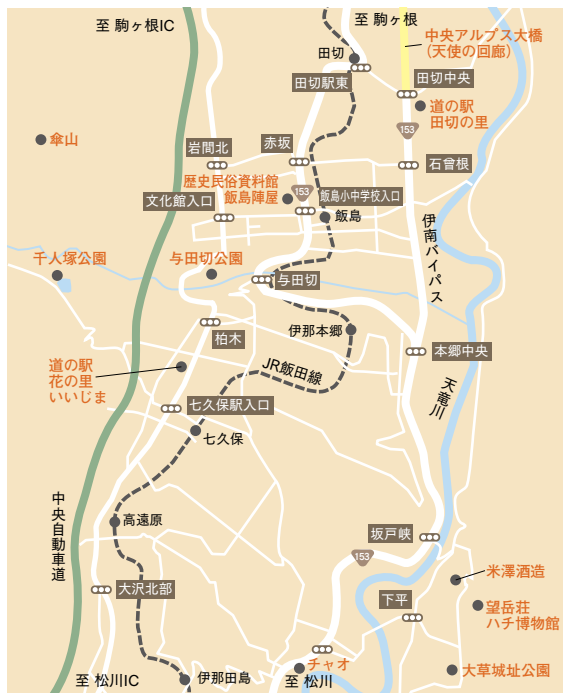 至 駒ヶ根IC
至 駒ヶ根
中央アルプス大橋
（天使の回廊）
田切
田切駅東
田切中央
道の駅
田切の里
153
傘山
岩間北
赤坂
石曾根
歴史民俗資料館
飯島陣屋
153
飯島小中学校入口
文化館入口
飯島
伊南バイパス
千人塚公園
与田切公園
与田切
柏木
伊那本郷
本郷中央
道の駅
花の里
いいじま
JR飯田線
天竜川
七久保駅入口
七久保
中央自動車道
高遠原
坂戸峡
153
米澤酒造
大沢北部
下平
望岳荘
ハチ博物館
チャオ
大草城址公園
至 松川IC
伊那田島
至 松川